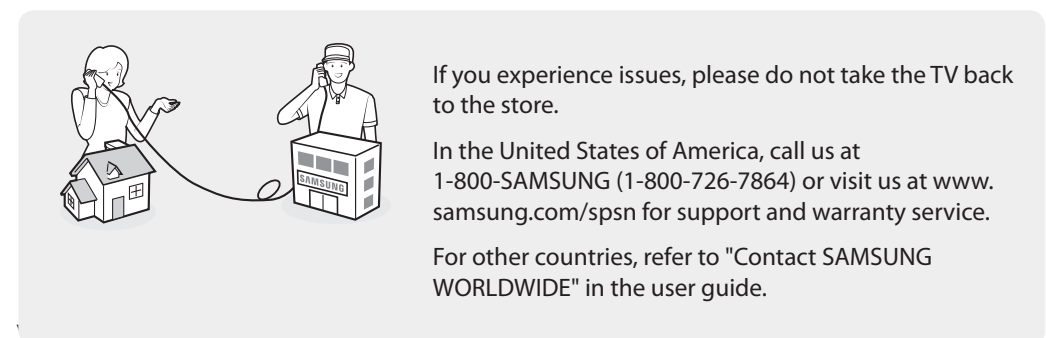 SAMSUNG
If you experience issues, please do not take the TV back
to the store.
In the United States of America, call us at
1-800-SAMSUNG (1-800-726-7864) or visit us at www.
samsung.com/spsn for support and warranty service.
For other countries, refer to "Contact SAMSUNG
WORLDWIDE" in the user guide.